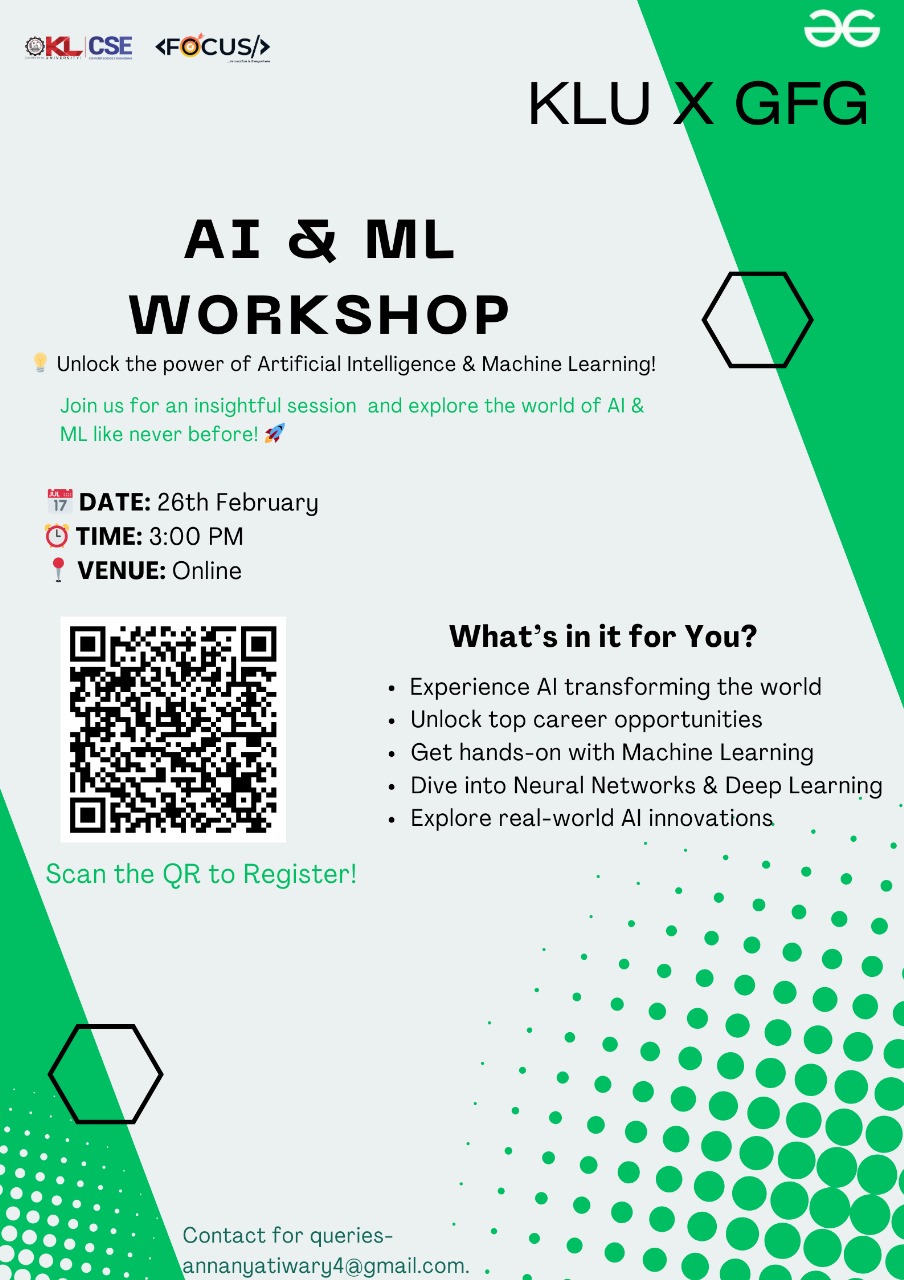 KL | CSE
UNIVERSITY
<FOCUS/>
KLU X GFG
AI & ML
WORKSHOP
💡 Unlock the power of Artificial Intelligence & Machine Learning!
Join us for an insightful session and explore the world of AI &
ML like never before! 🚀
📅 DATE: 26th February
⏰ TIME: 3:00 PM
📍 VENUE: Online
What's in it for You?
• Experience AI transforming the world
• Unlock top career opportunities
• Get hands-on with Machine Learning
• Dive into Neural Networks & Deep Learning
• Explore real-world AI innovations
Scan the QR to Register!
Contact for queries-
annanyatiwary4@gmail.com.